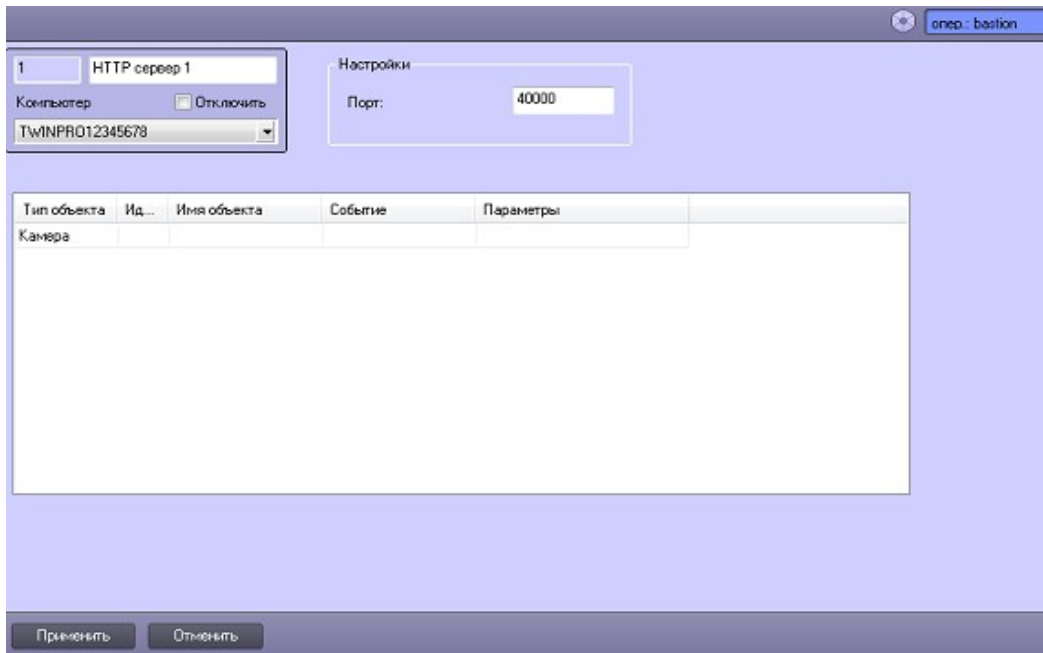 опер.: bastion
1 HTTP сервер 1
Компьютер Отключить
TWINPRO12345678
Настройки
Порт: 40000
Тип объекта Ид... Имя объекта Событие Параметры
Камера
Применить Отменить